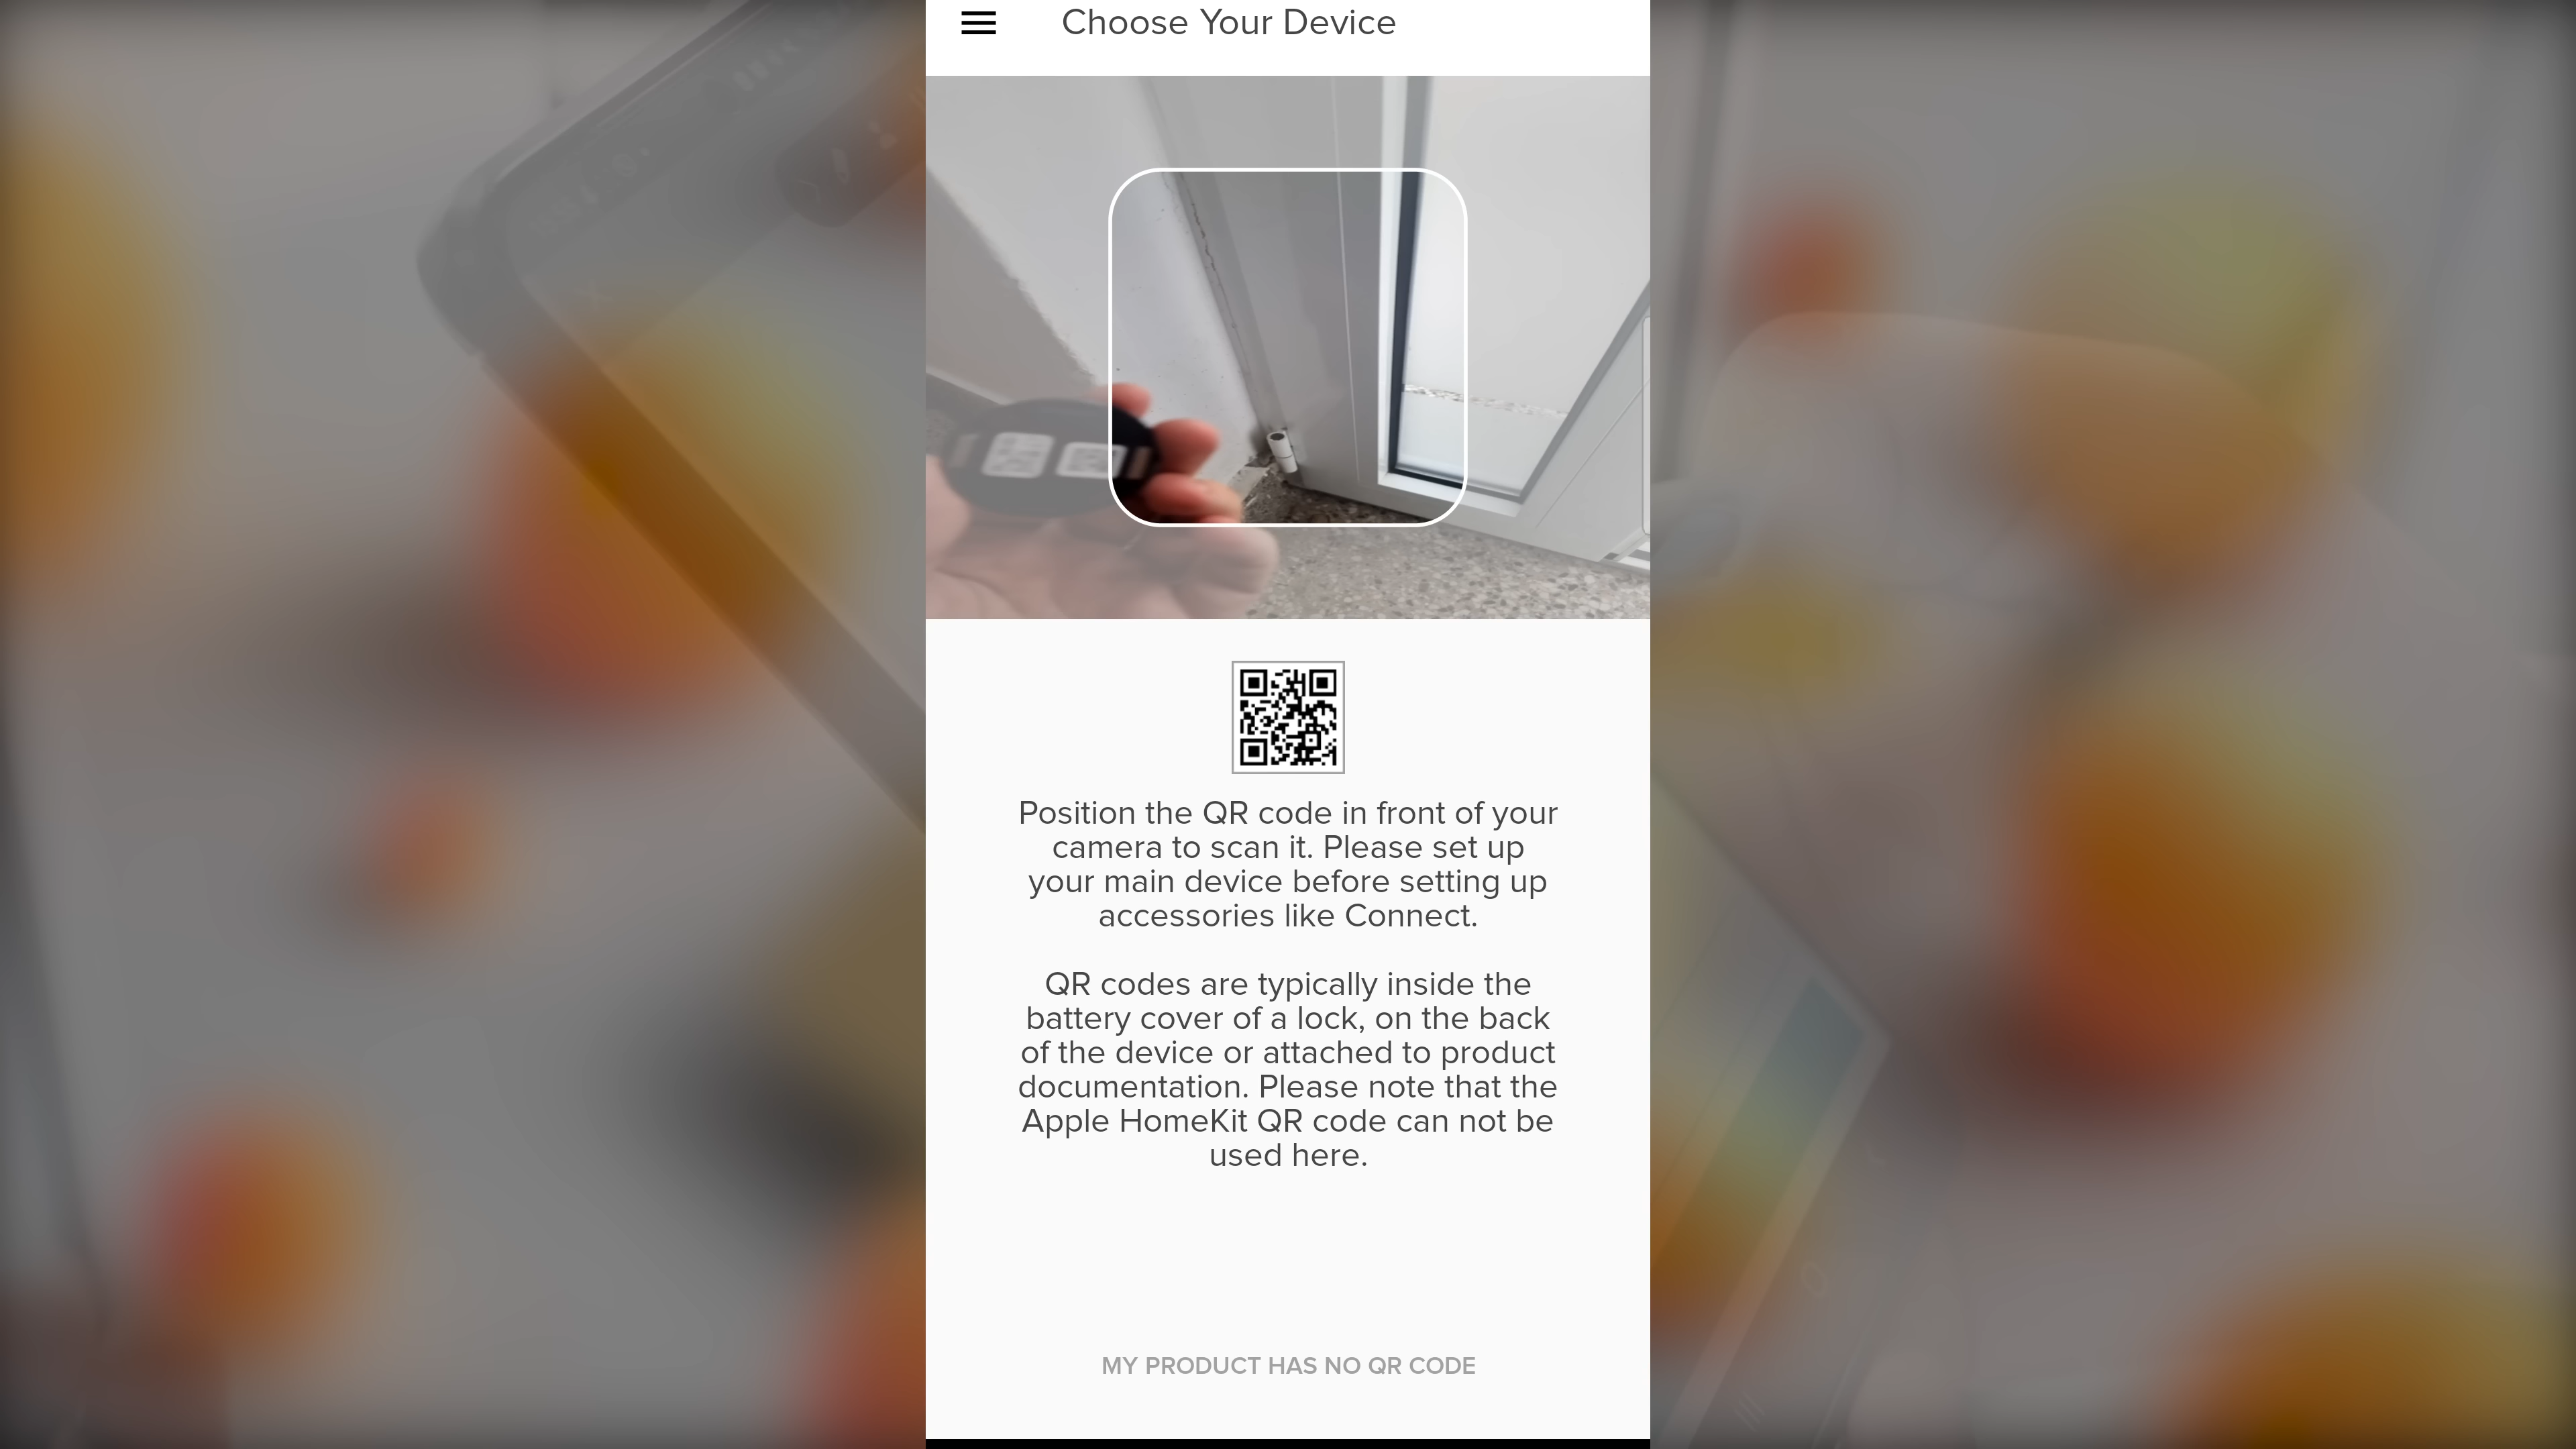 Choose Your Device
Position the QR code in front of your
camera to scan it. Please set up
your main device before setting up
accessories like Connect.
QR codes are typically inside the
battery cover of a lock, on the back
of the device or attached to product
documentation. Please note that the
Apple HomeKit QR code can not be
used here.
MY PRODUCT HAS NO QR CODE